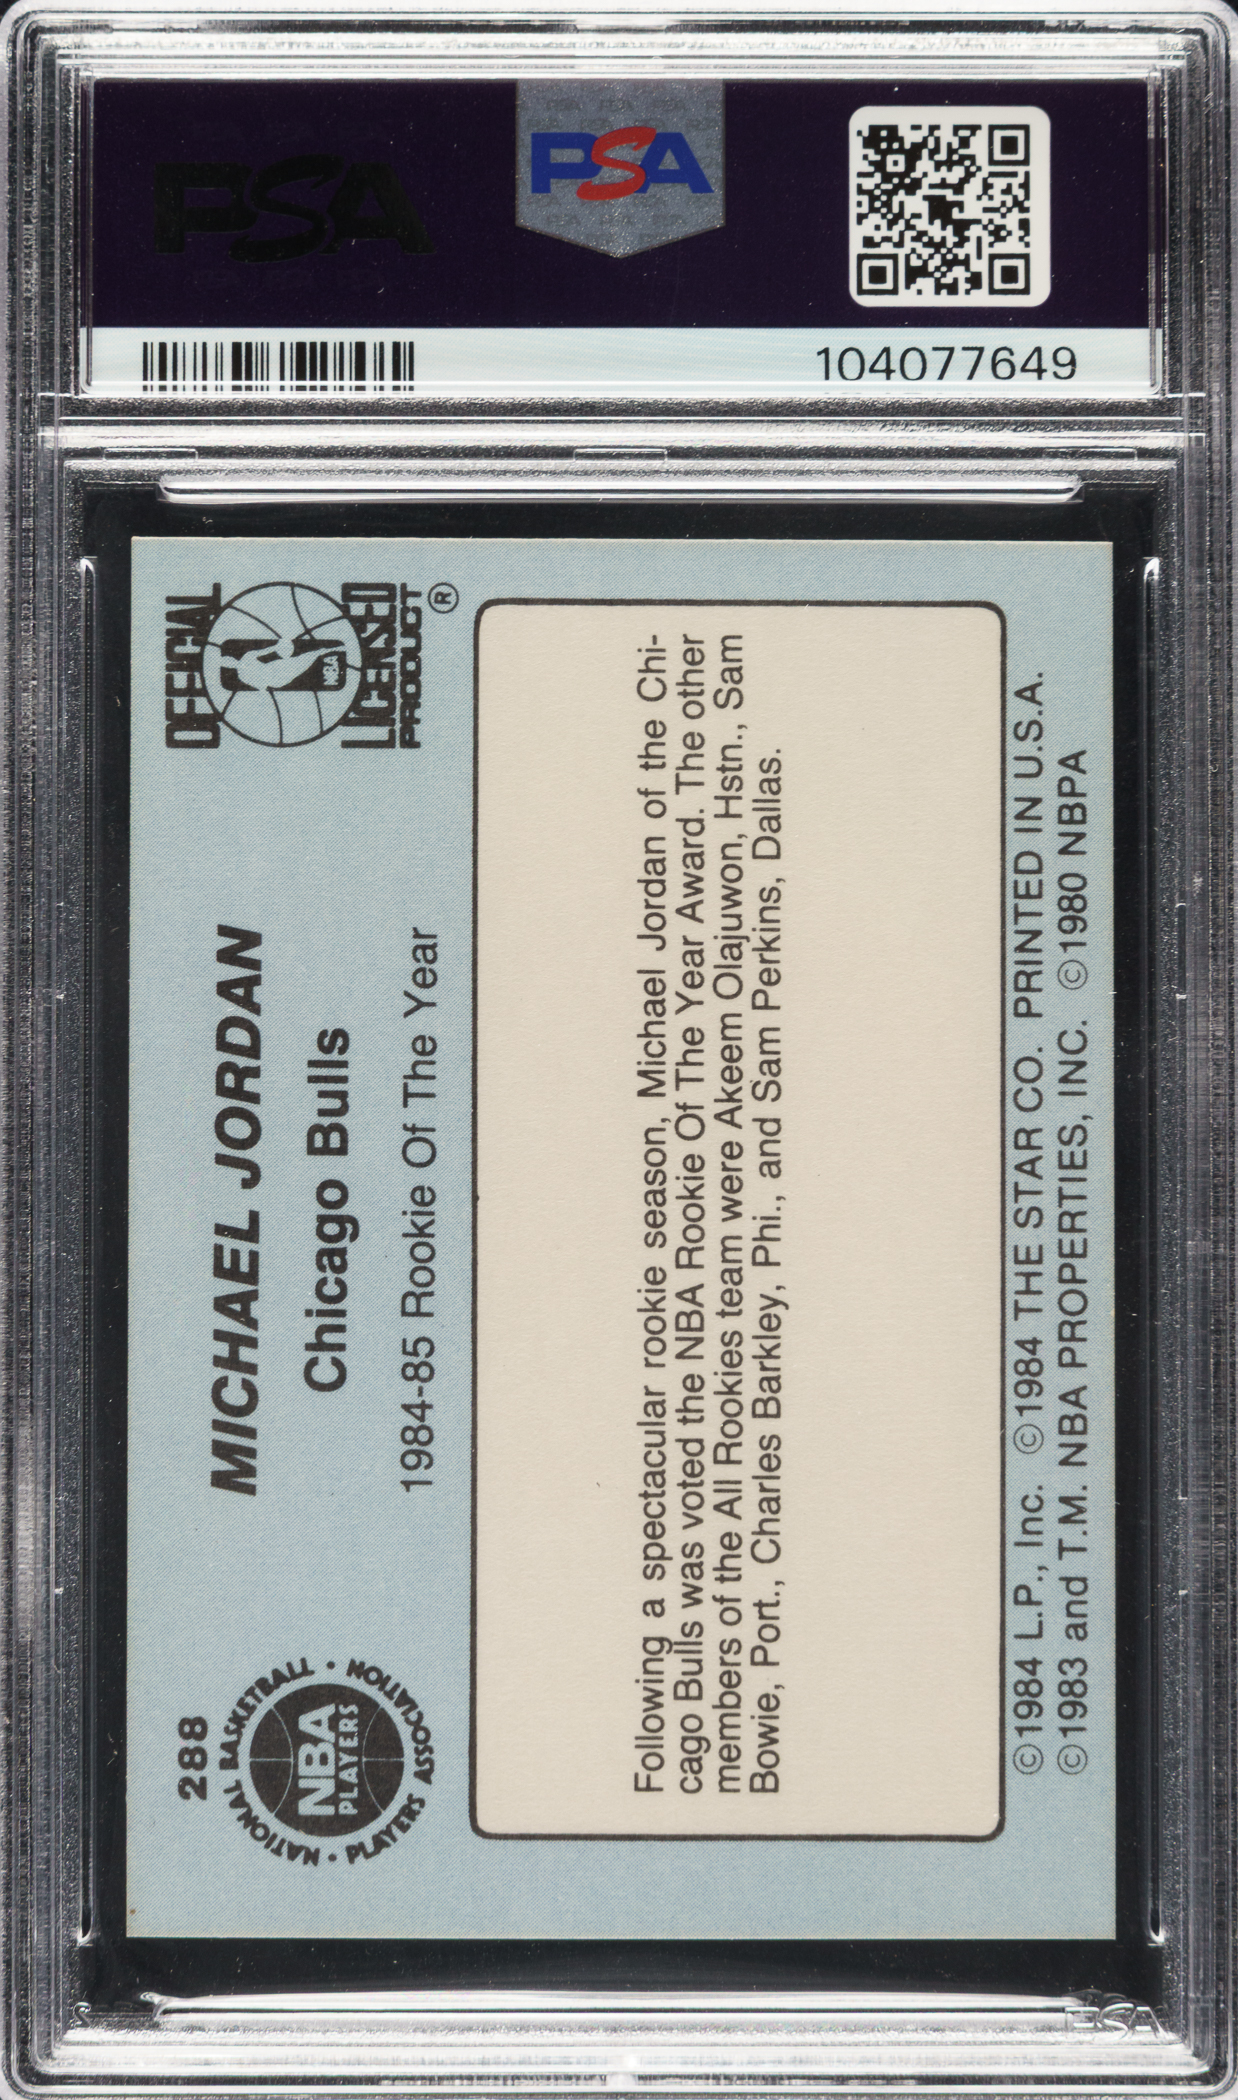 PSA
PSA
104077649
288
NATIONAL BASKETBALL
PLAYERS ASSOCIATION
NBA
PLAYERS
MICHAEL JORDAN
Chicago Bulls
1984-85 Rookie Of The Year
OFFICIAL
NBA
LICENSED
PRODUCT ®
Following a spectacular rookie season, Michael Jordan of the Chi-
cago Bulls was voted the NBA Rookie Of The Year Award. The other
members of the All Rookies team were Akeem Olajuwon, Hstn., Sam
Bowie, Port., Charles Barkley, Phi., and Sam Perkins, Dallas.
©1984 L.P., Inc. ©1984 THE STAR CO. PRINTED IN U.S.A.
©1983 and T.M. NBA PROPERTIES, INC. ©1980 NBPA
PSA